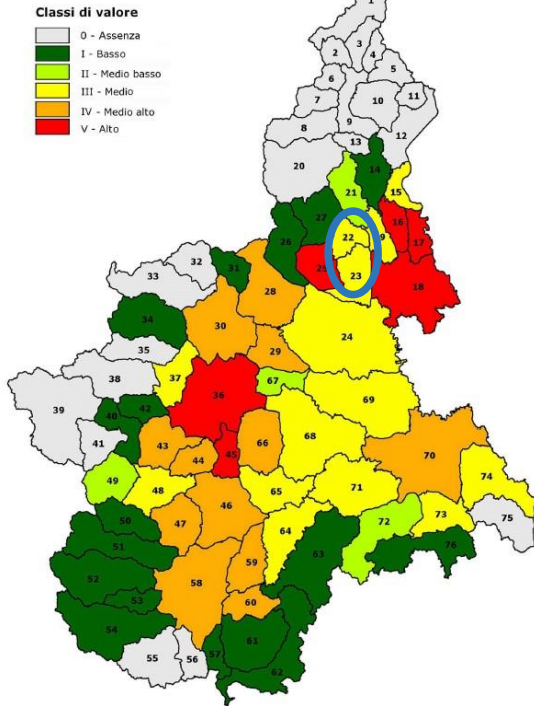 Classi di valore
0 - Assenza
I - Basso
II - Medio basso
III - Medio
IV - Medio alto
V - Alto
1
2 3 4
5
6
7 10 11
8 9
13 12
20
14
21 15
27 16
22 9 17
26
25 23 18
32
33 31
28
34 30
24
35 29
38 37 67
36 69
39
40 42
41 43 66 68
44 45 70
49 48 65 71 74
46
50 47 72 73 75
51 64 63 76
52 58 59
53 60
54 61
55 56 57 62